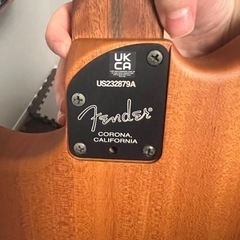 UK
CA
US232879A
Fender
CORONA,
CALIFORNIA